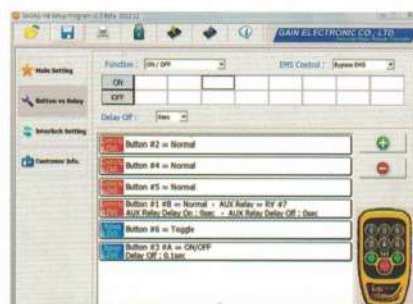 Setup Program
GAIN ELECTRONIC CO., LTD.
Main Setting
Button vs Relay
Interlock Setting
Customer Info.
Function : ON / OFF
EMS Control : Bypass EMS
ON
OFF
Delay Off :
Button #2 = Normal
Button #4 = Normal
Button #5 = Normal
Button #1 #B = Normal , AUX Relay = RY #7
AUX Relay Delay On : 0sec , AUX Relay Delay Off : 0sec
Button #6 = Toggle
Button #3 #A = ON/OFF
Delay Off : 0.1sec